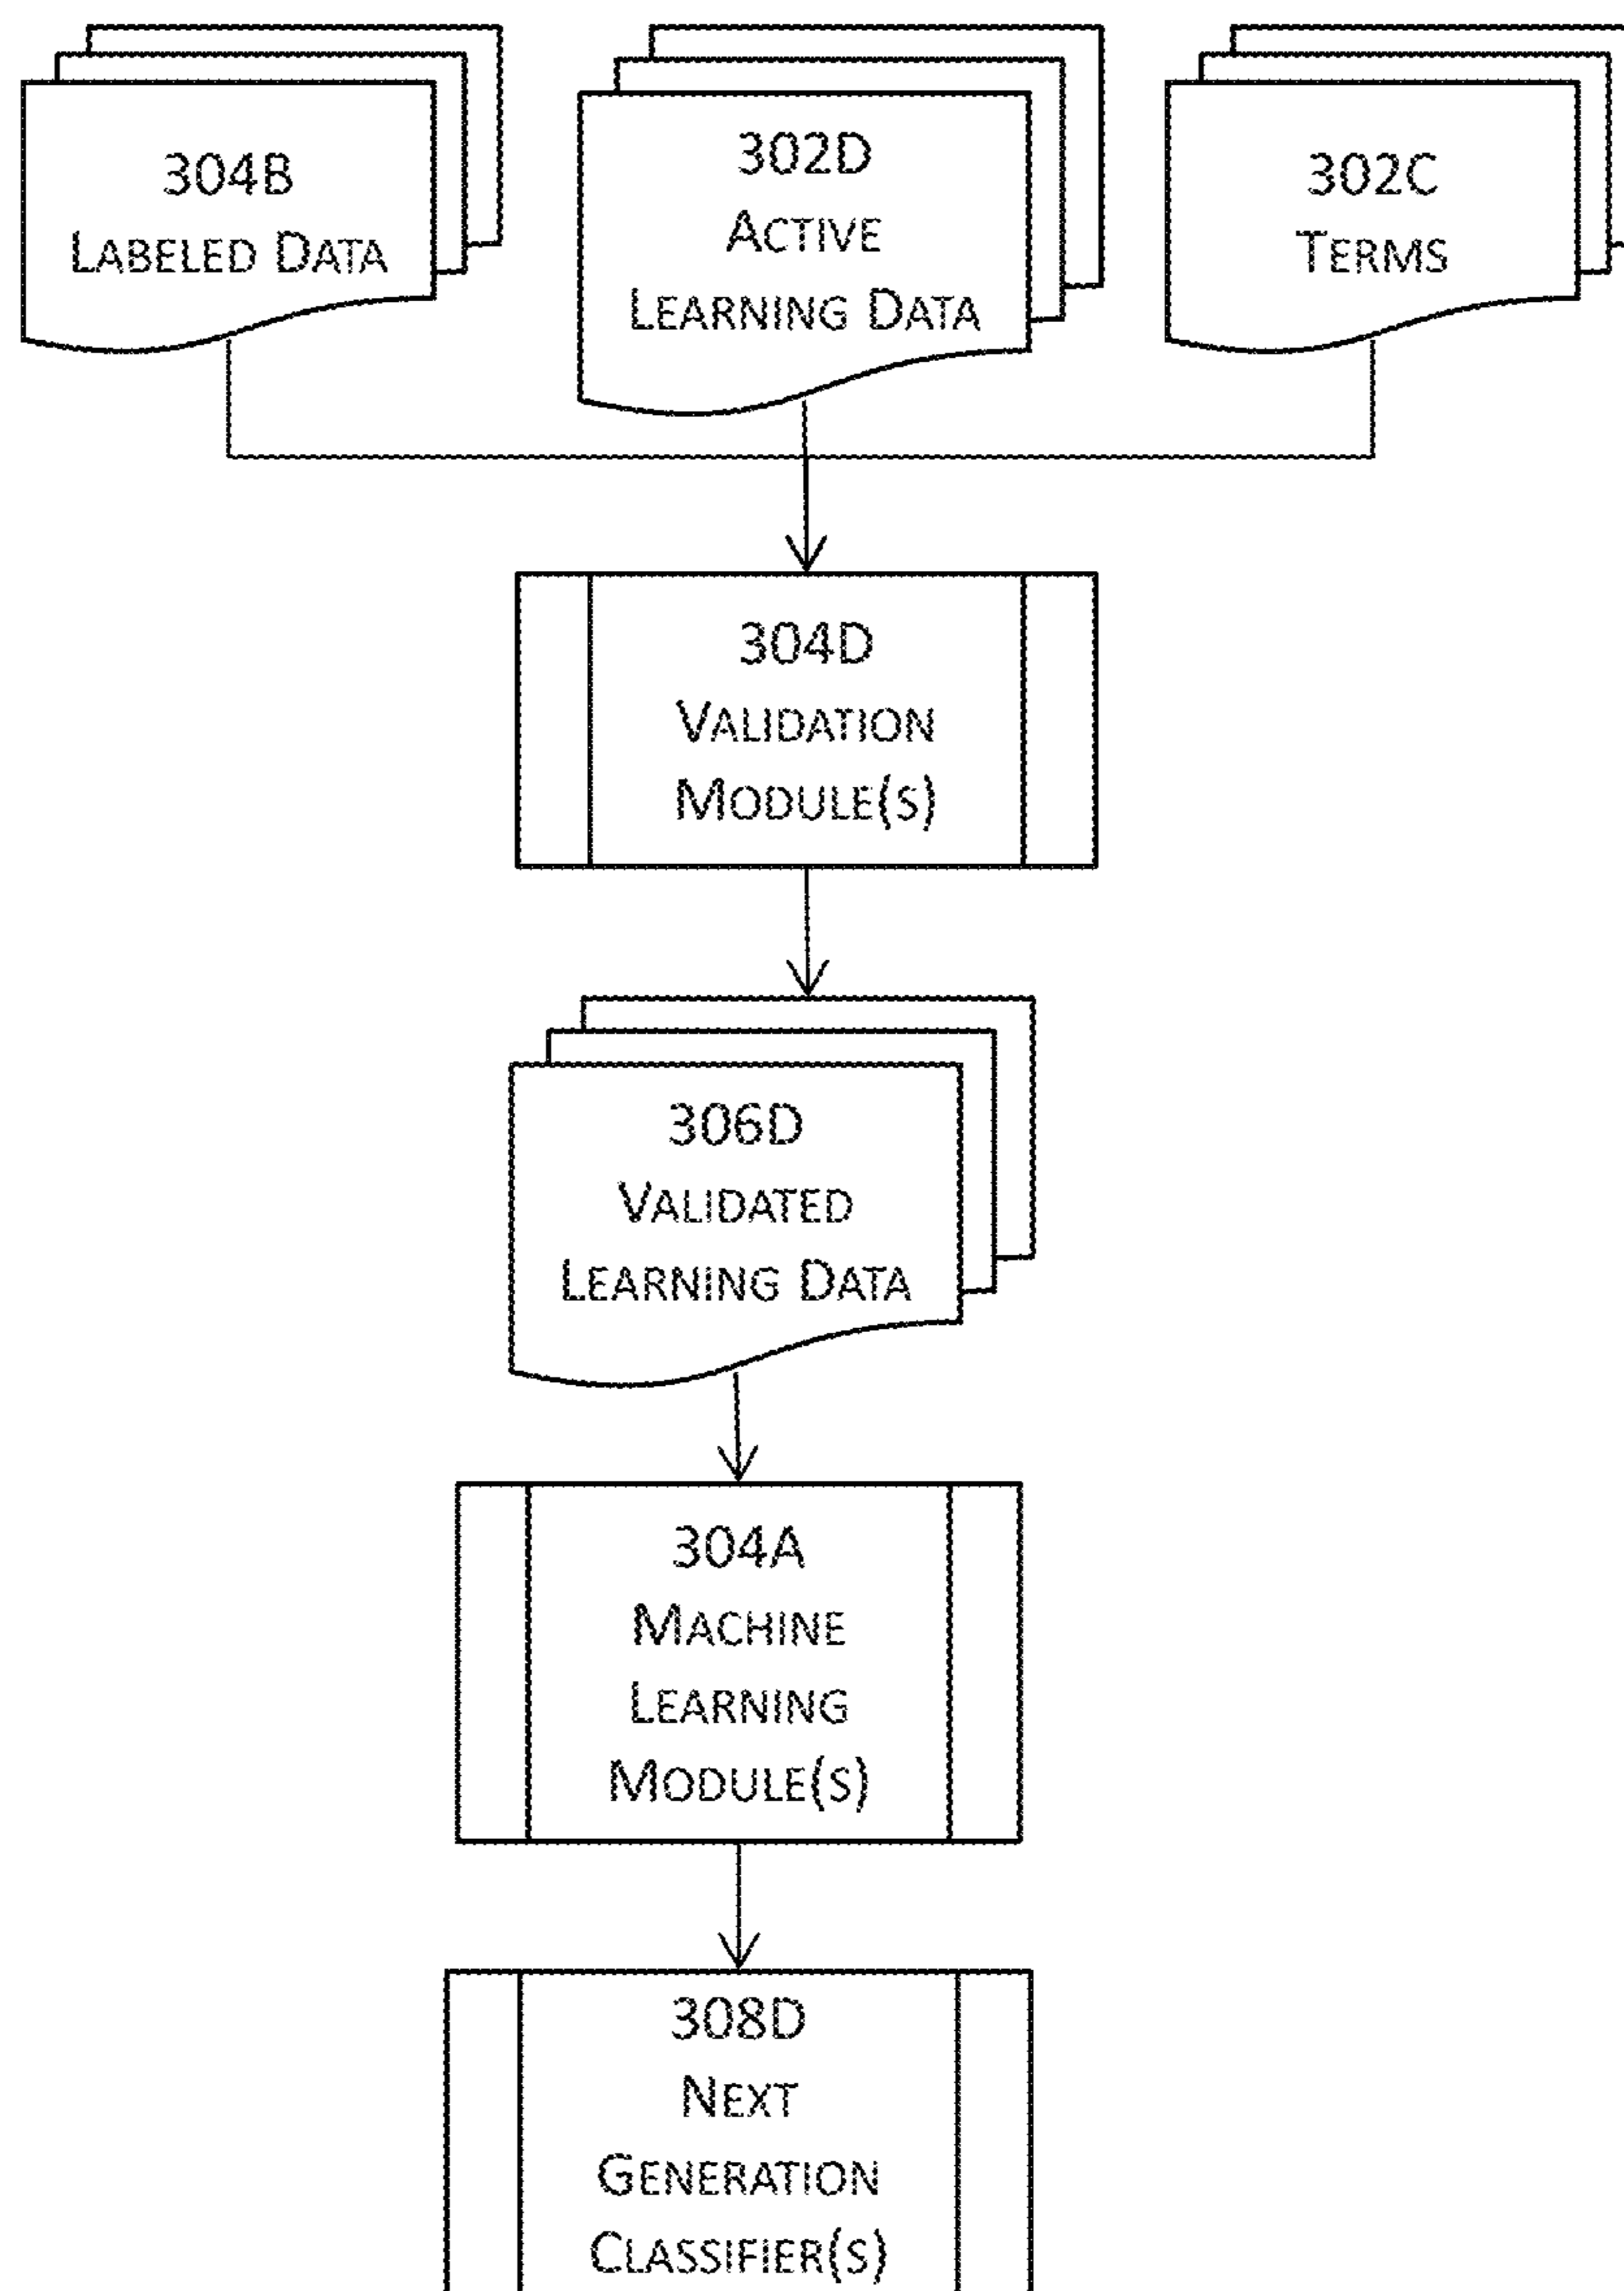 304B
LABELED DATA
302D
ACTIVE
LEARNING DATA
302C
TERMS
304D
VALIDATION
MODULE(S)
306D
VALIDATED
LEARNING DATA
304A
MACHINE
LEARNING
MODULE(S)
308D
NEXT
GENERATION
CLASSIFIER(S)